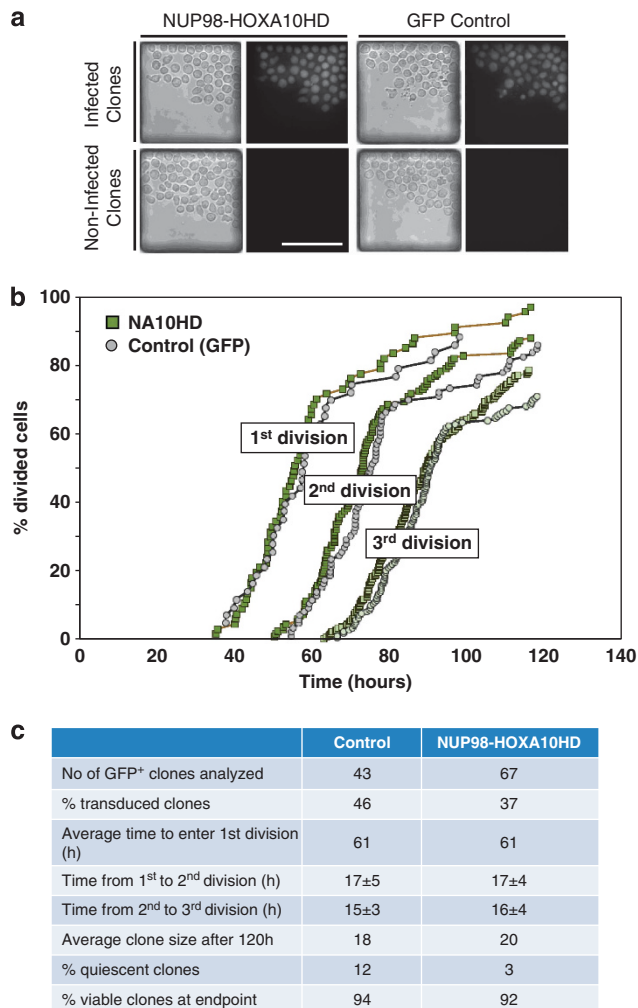 a
NUP98-HOXA10HD
GFP Control
Infected
Clones
Non-Infected
Clones
b
100
80
60
40
20
0
% divided cells
NA10HD
Control (GFP)
1st division
2nd division
3rd division
0 20 40 60 80 100 120 140
Time (hours)
c
Control NUP98-HOXA10HD
No of GFP+ clones analyzed 43 67
% transduced clones 46 37
Average time to enter 1st division
(h) 61 61
Time from 1st to 2nd division (h) 17±5 17±4
Time from 2nd to 3rd division (h) 15±3 16±4
Average clone size after 120h 18 20
% quiescent clones 12 3
% viable clones at endpoint 94 92